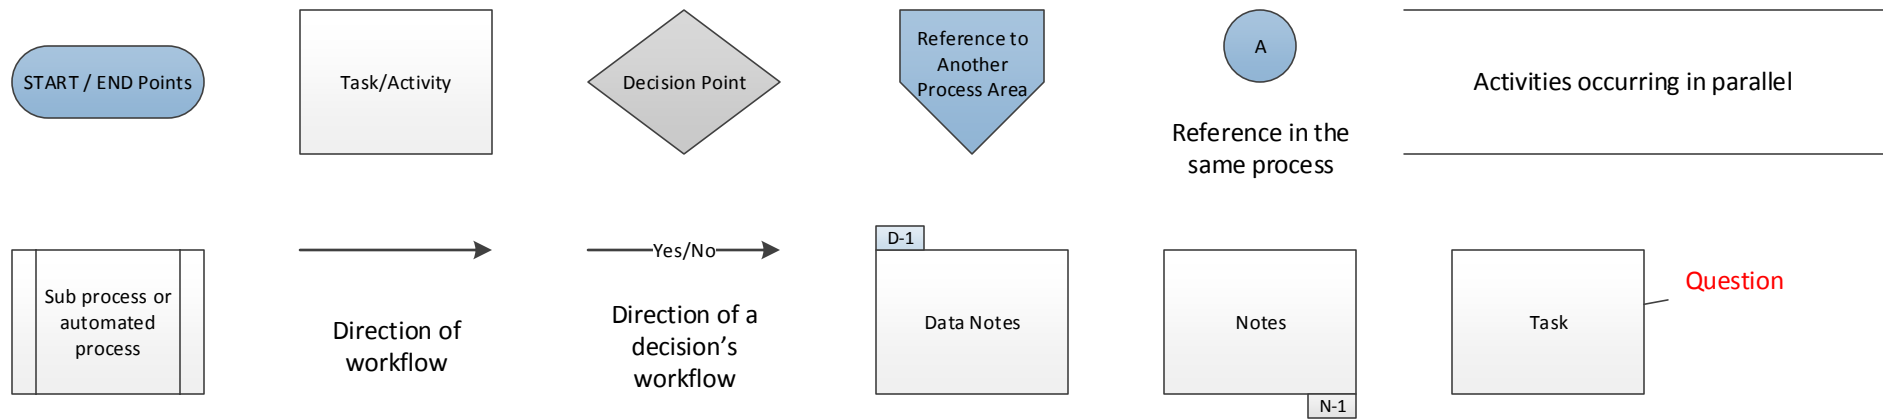 START / END Points
Task/Activity
Decision Point
Reference to
Another
Process Area
A
Reference in the
same process
Activities occurring in parallel
Sub process or
automated
process
Direction of
workflow
Yes/No
Direction of a
decision’s
workflow
D-1
Data Notes
Notes
N-1
Task
Question